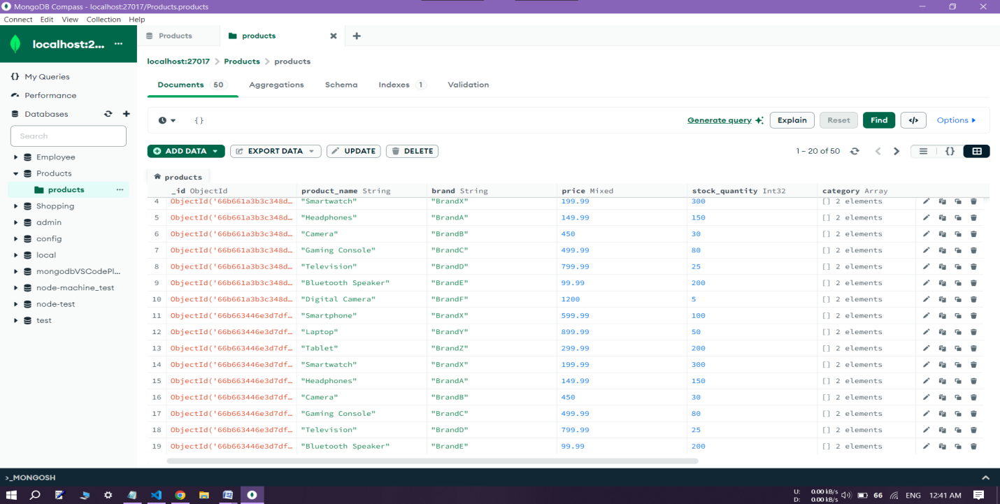 MongoDB Compass - localhost:27017/Products.products
Connect Edit View Collection Help
localhost:2... ...
Products
products
localhost:27017 > Products > products
My Queries
Performance
Databases
Search
Employee
Products
products ...
Shopping
admin
config
local
mongodbVSCodePl...
node-machine_test
node-test
test
Documents 50 Aggregations Schema Indexes 1 Validation
{} Generate query Explain Reset Find </> Options
ADD DATA EXPORT DATA UPDATE DELETE 1 – 20 of 50 {}
products
_id ObjectId product_name String brand String price Mixed stock_quantity Int32 category Array
4 ObjectId('66b661a3b3c348d… "Smartwatch" "BrandX" 199.99 300 [] 2 elements
5 ObjectId('66b661a3b3c348d… "Headphones" "BrandA" 149.99 150 [] 2 elements
6 ObjectId('66b661a3b3c348d… "Camera" "BrandB" 450 30 [] 2 elements
7 ObjectId('66b661a3b3c348d… "Gaming Console" "BrandC" 499.99 80 [] 2 elements
8 ObjectId('66b661a3b3c348d… "Television" "BrandD" 799.99 25 [] 2 elements
9 ObjectId('66b661a3b3c348d… "Bluetooth Speaker" "BrandE" 99.99 200 [] 2 elements
10 ObjectId('66b661a3b3c348d… "Digital Camera" "BrandF" 1200 5 [] 2 elements
11 ObjectId('66b663446e3d7df… "Smartphone" "BrandX" 599.99 100 [] 2 elements
12 ObjectId('66b663446e3d7df… "Laptop" "BrandY" 899.99 50 [] 2 elements
13 ObjectId('66b663446e3d7df… "Tablet" "BrandZ" 299.99 200 [] 2 elements
14 ObjectId('66b663446e3d7df… "Smartwatch" "BrandX" 199.99 300 [] 2 elements
15 ObjectId('66b663446e3d7df… "Headphones" "BrandA" 149.99 150 [] 2 elements
16 ObjectId('66b663446e3d7df… "Camera" "BrandB" 450 30 [] 2 elements
17 ObjectId('66b663446e3d7df… "Gaming Console" "BrandC" 499.99 80 [] 2 elements
18 ObjectId('66b663446e3d7df… "Television" "BrandD" 799.99 25 [] 2 elements
19 ObjectId('66b663446e3d7df… "Bluetooth Speaker" "BrandE" 99.99 200 [] 2 elements
>_MONGOSH
U: 0.00 kB/s
D: 0.00 kB/s
66 ENG 12:41 AM